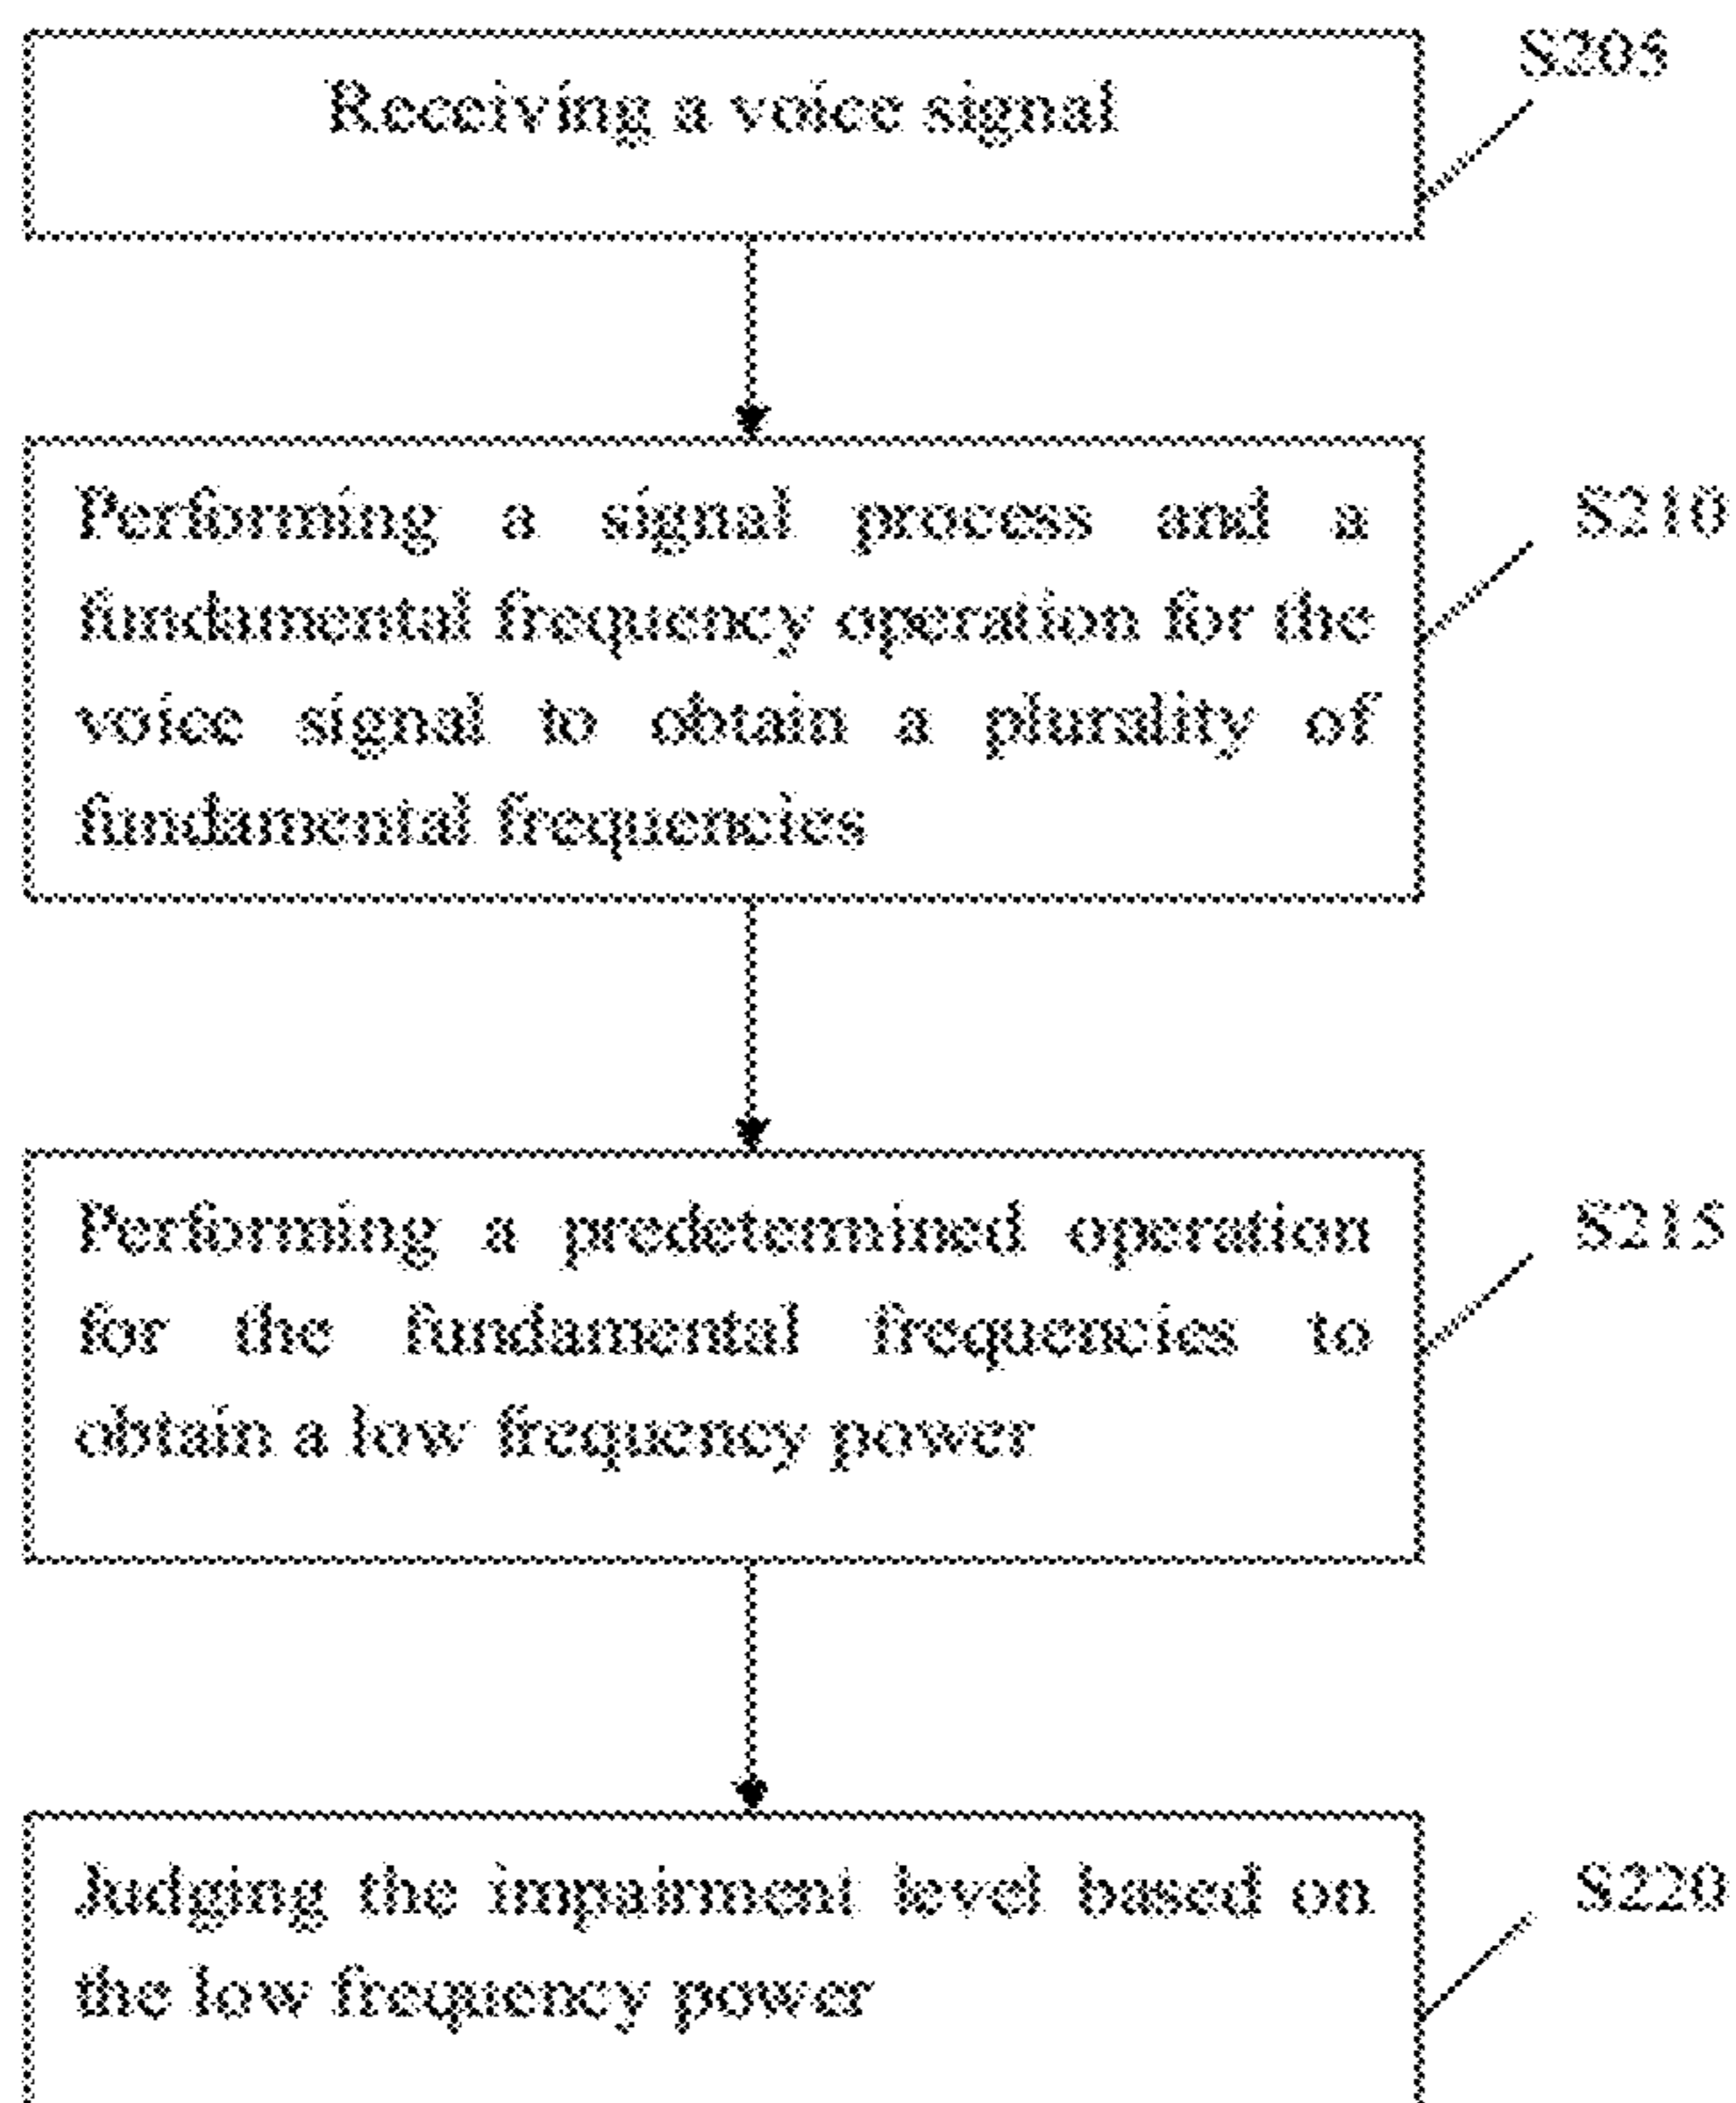 Receiving a voice signal
S205
Performing a signal process and a
fundamental frequency operation for the
voice signal to obtain a plurality of
fundamental frequencies
S210
Performing a predetermined operation
for the fundamental frequencies to
obtain a low frequency power
S215
Judging the impairment level based on
the low frequency power
S220